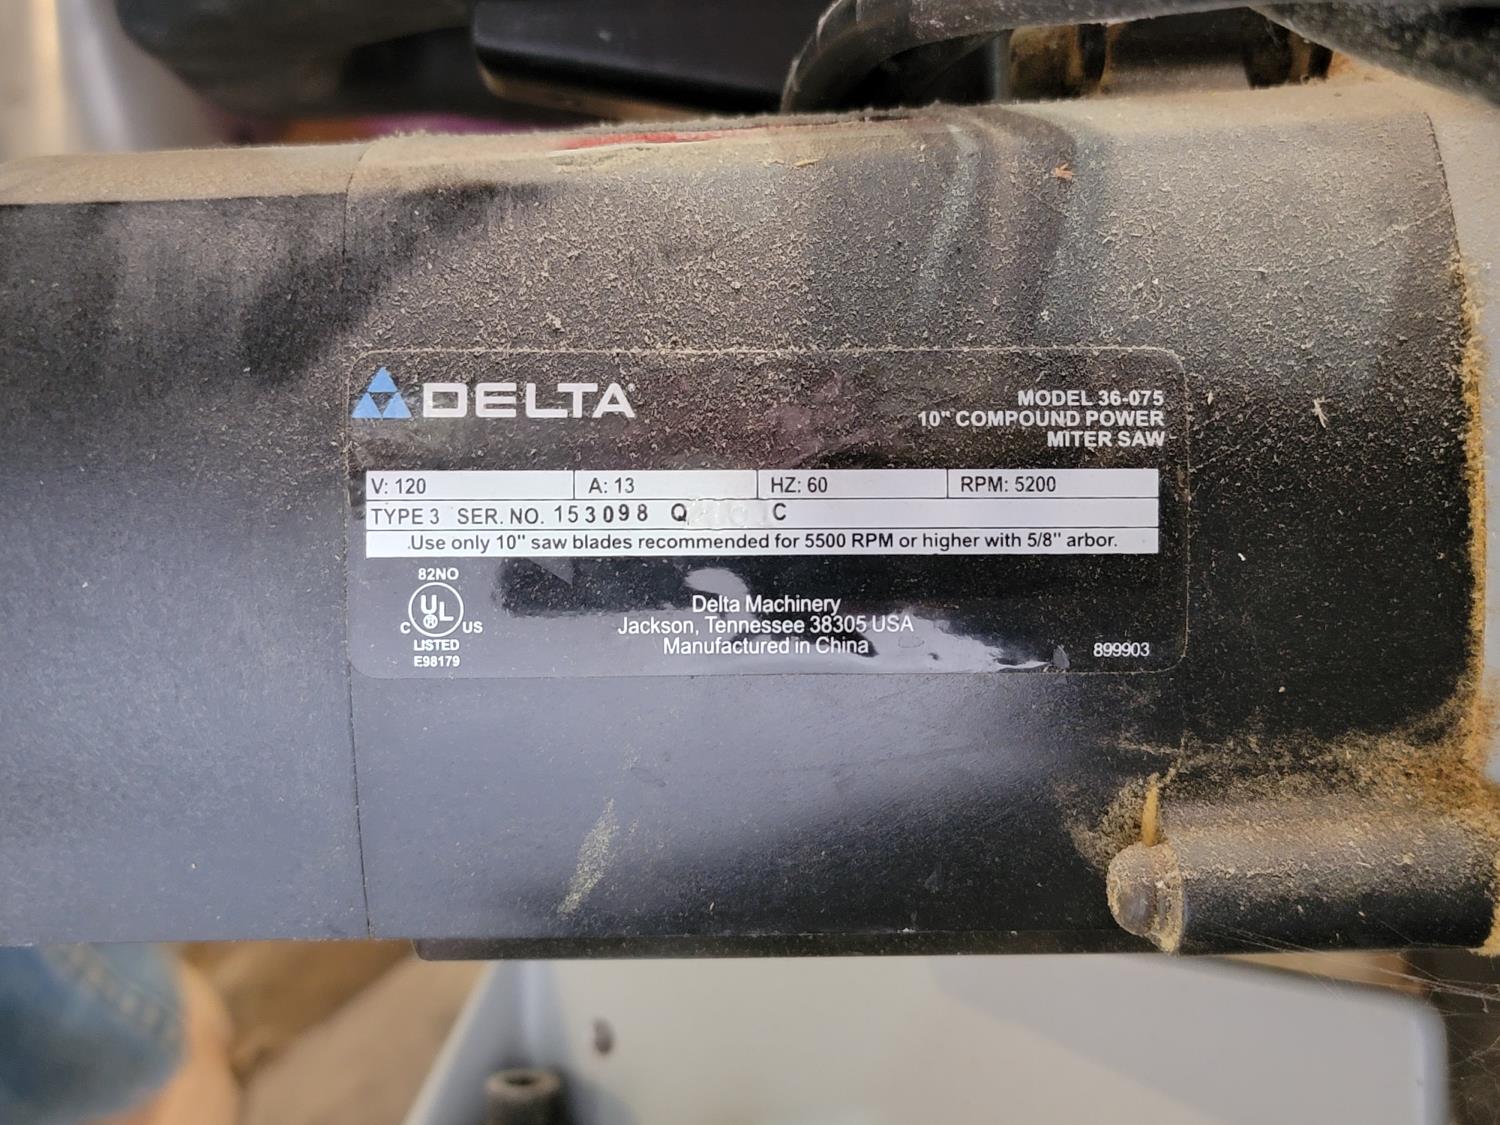 DELTA
MODEL 36-075
10" COMPOUND POWER
MITER SAW
V: 120 A: 13 HZ: 60 RPM: 5200
TYPE 3 SER. NO. 153098 Q C
Use only 10" saw blades recommended for 5500 RPM or higher with 5/8" arbor.
82NO
C UL® US
LISTED
E98179
Delta Machinery
Jackson, Tennessee 38305 USA
Manufactured in China
899903